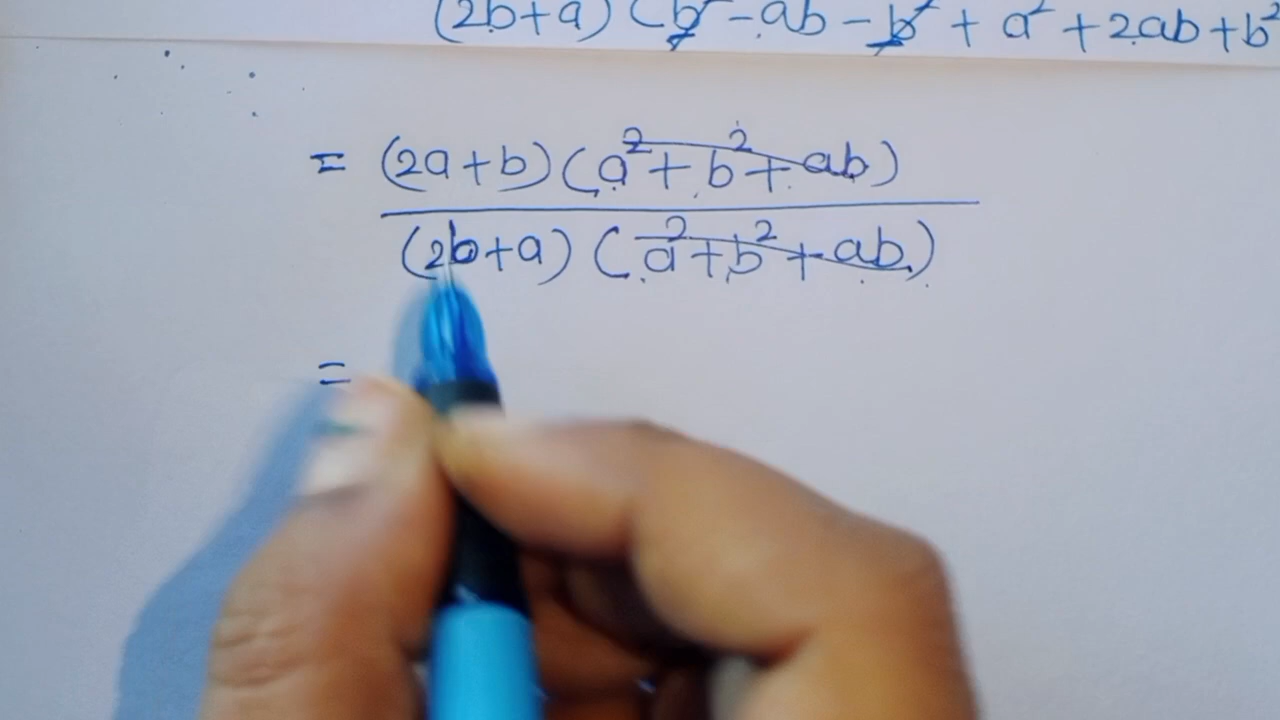 (2b+a) (b² - ab - b² + a² + 2ab + b²
= (2a+b) (a² + b² + ab)
(2b+a) (a² + b² + ab)
=